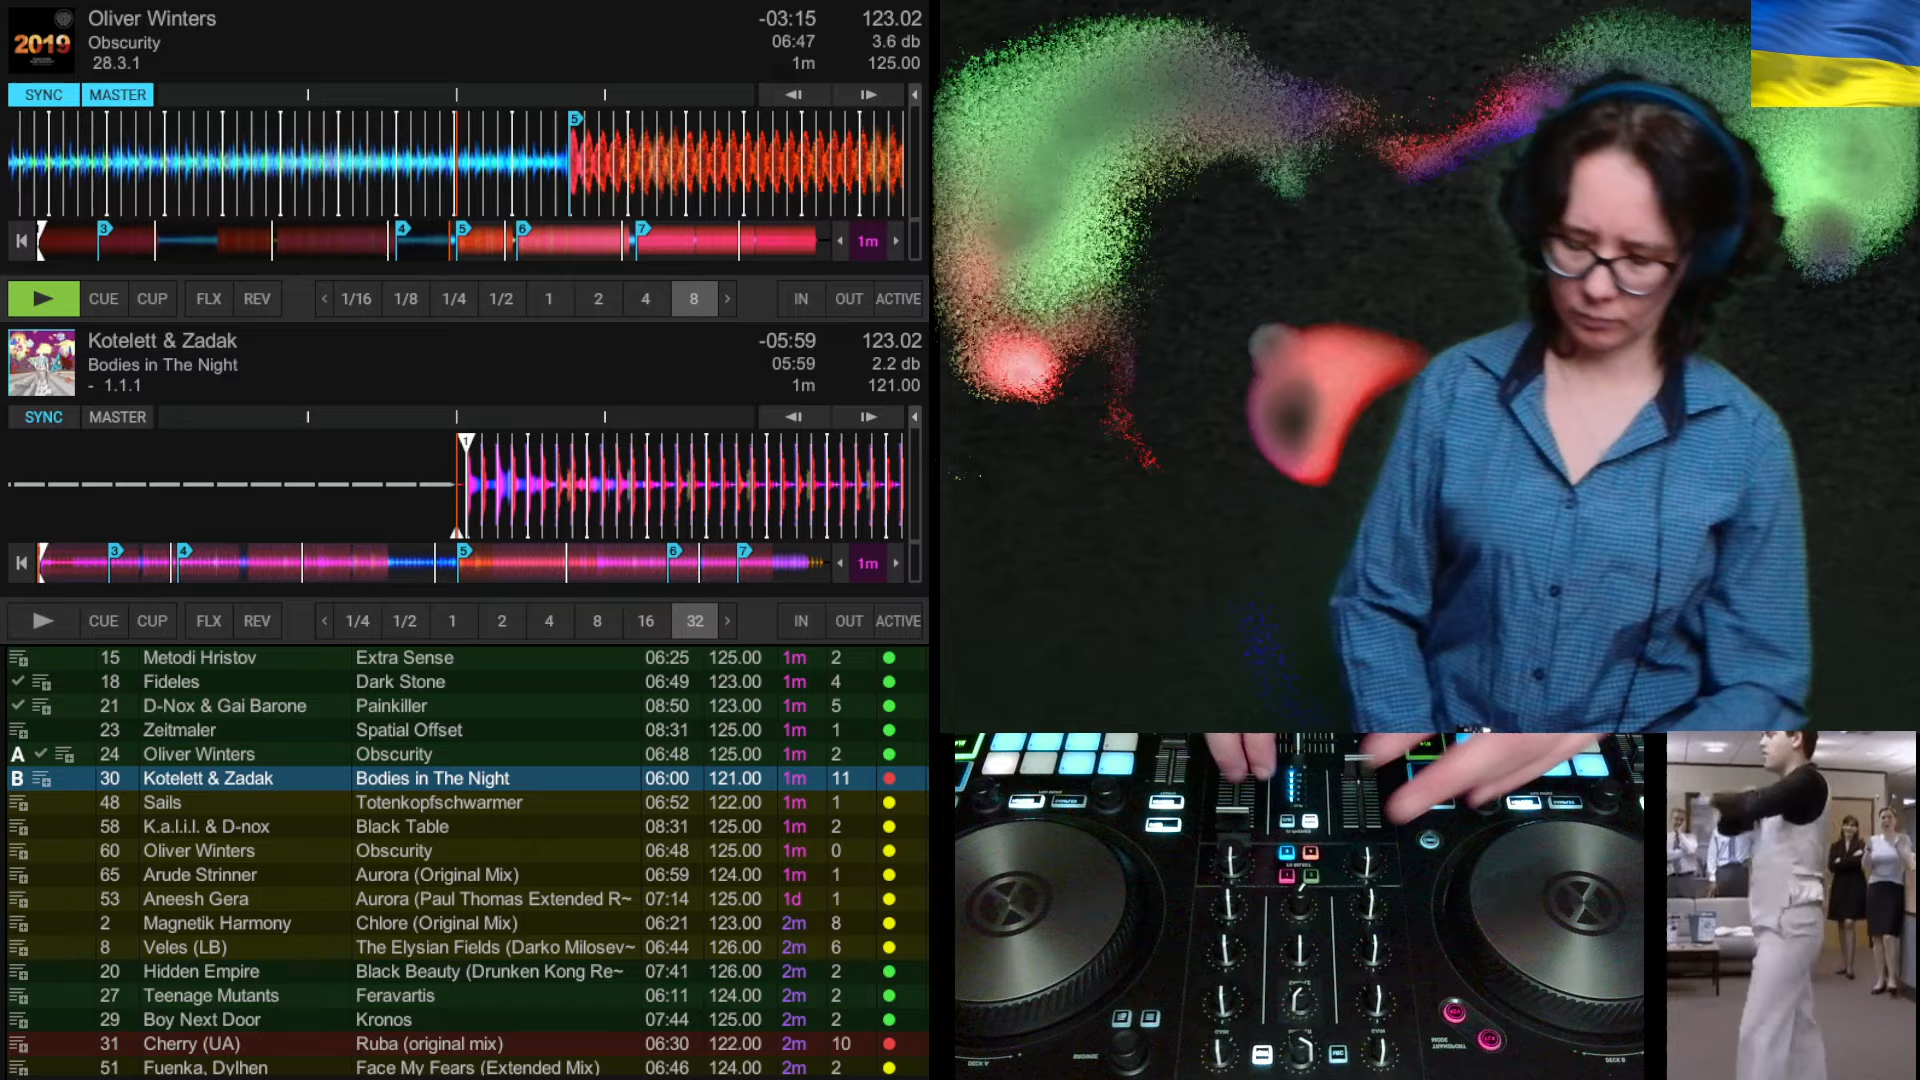 2019
Oliver Winters -03:15 123.02
Obscurity 06:47 3.6 db
28.3.1 1m 125.00
SYNC MASTER
5
3 4 5 6 7 1m
CUE CUP FLX REV 1/16 1/8 1/4 1/2 1 2 4 8 IN OUT ACTIVE
Kotelett & Zadak -05:59 123.02
Bodies in The Night 05:59 2.2 db
- 1.1.1 1m 121.00
SYNC MASTER
1
3 4 5 6 7 1m
CUE CUP FLX REV 1/4 1/2 1 2 4 8 16 32 IN OUT ACTIVE
15 Metodi Hristov Extra Sense 06:25 125.00 1m 2
18 Fideles Dark Stone 06:49 123.00 1m 4
21 D-Nox & Gai Barone Painkiller 08:50 123.00 1m 5
23 Zeitmaler Spatial Offset 08:31 125.00 1m 1
A 24 Oliver Winters Obscurity 06:48 125.00 1m 2
B 30 Kotelett & Zadak Bodies in The Night 06:00 121.00 1m 11
48 Sails Totenkopfschwarmer 06:52 122.00 1m 1
58 K.a.l.i.l. & D-nox Black Table 08:31 125.00 1m 2
60 Oliver Winters Obscurity 06:48 125.00 1m 0
65 Arude Strinner Aurora (Original Mix) 06:59 124.00 1m 1
53 Aneesh Gera Aurora (Paul Thomas Extended R~ 07:14 125.00 1d 1
2 Magnetik Harmony Chlore (Original Mix) 06:21 123.00 2m 8
8 Veles (LB) The Elysian Fields (Darko Milosev~ 06:44 126.00 2m 6
20 Hidden Empire Black Beauty (Drunken Kong Re~ 07:41 126.00 2m 2
27 Teenage Mutants Feravartis 06:11 124.00 2m 2
29 Boy Next Door Kronos 07:44 125.00 2m 2
31 Cherry (UA) Ruba (original mix) 06:30 122.00 2m 10
51 Fuenka, Dylhen Face My Fears (Extended Mix) 06:46 124.00 2m 2